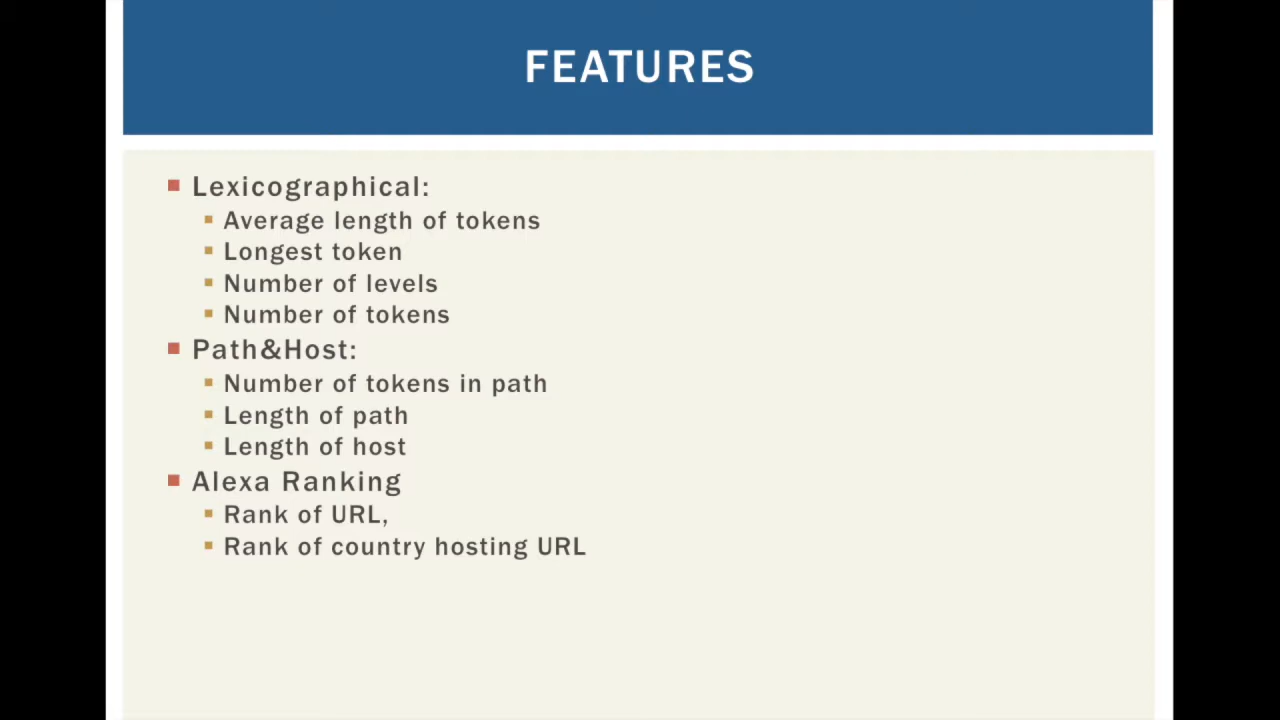 FEATURES
Lexicographical:
Average length of tokens
Longest token
Number of levels
Number of tokens
Path&Host:
Number of tokens in path
Length of path
Length of host
Alexa Ranking
Rank of URL,
Rank of country hosting URL